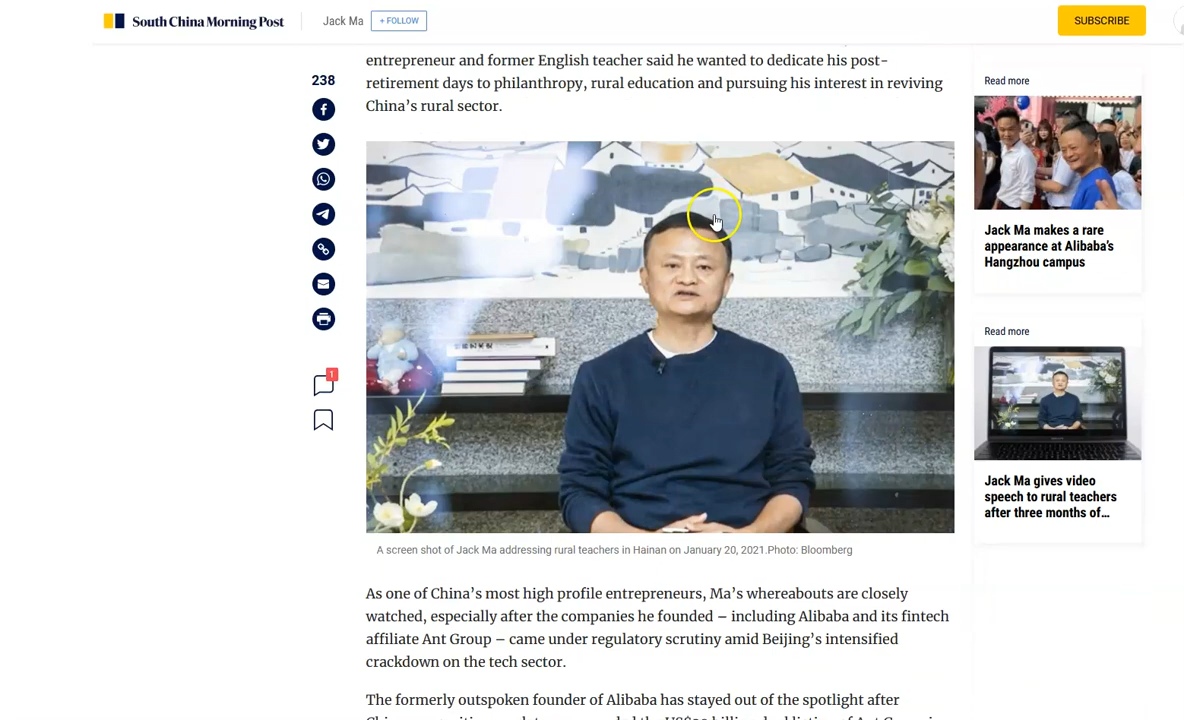 South China Morning Post
Jack Ma
+ FOLLOW
SUBSCRIBE
entrepreneur and former English teacher said he wanted to dedicate his post-
retirement days to philanthropy, rural education and pursuing his interest in reviving
China's rural sector.
238
1
A screen shot of Jack Ma addressing rural teachers in Hainan on January 20, 2021.Photo: Bloomberg
As one of China's most high profile entrepreneurs, Ma's whereabouts are closely
watched, especially after the companies he founded – including Alibaba and its fintech
affiliate Ant Group – came under regulatory scrutiny amid Beijing's intensified
crackdown on the tech sector.
The formerly outspoken founder of Alibaba has stayed out of the spotlight after
Read more
Jack Ma makes a rare
appearance at Alibaba's
Hangzhou campus
Read more
Jack Ma gives video
speech to rural teachers
after three months of...